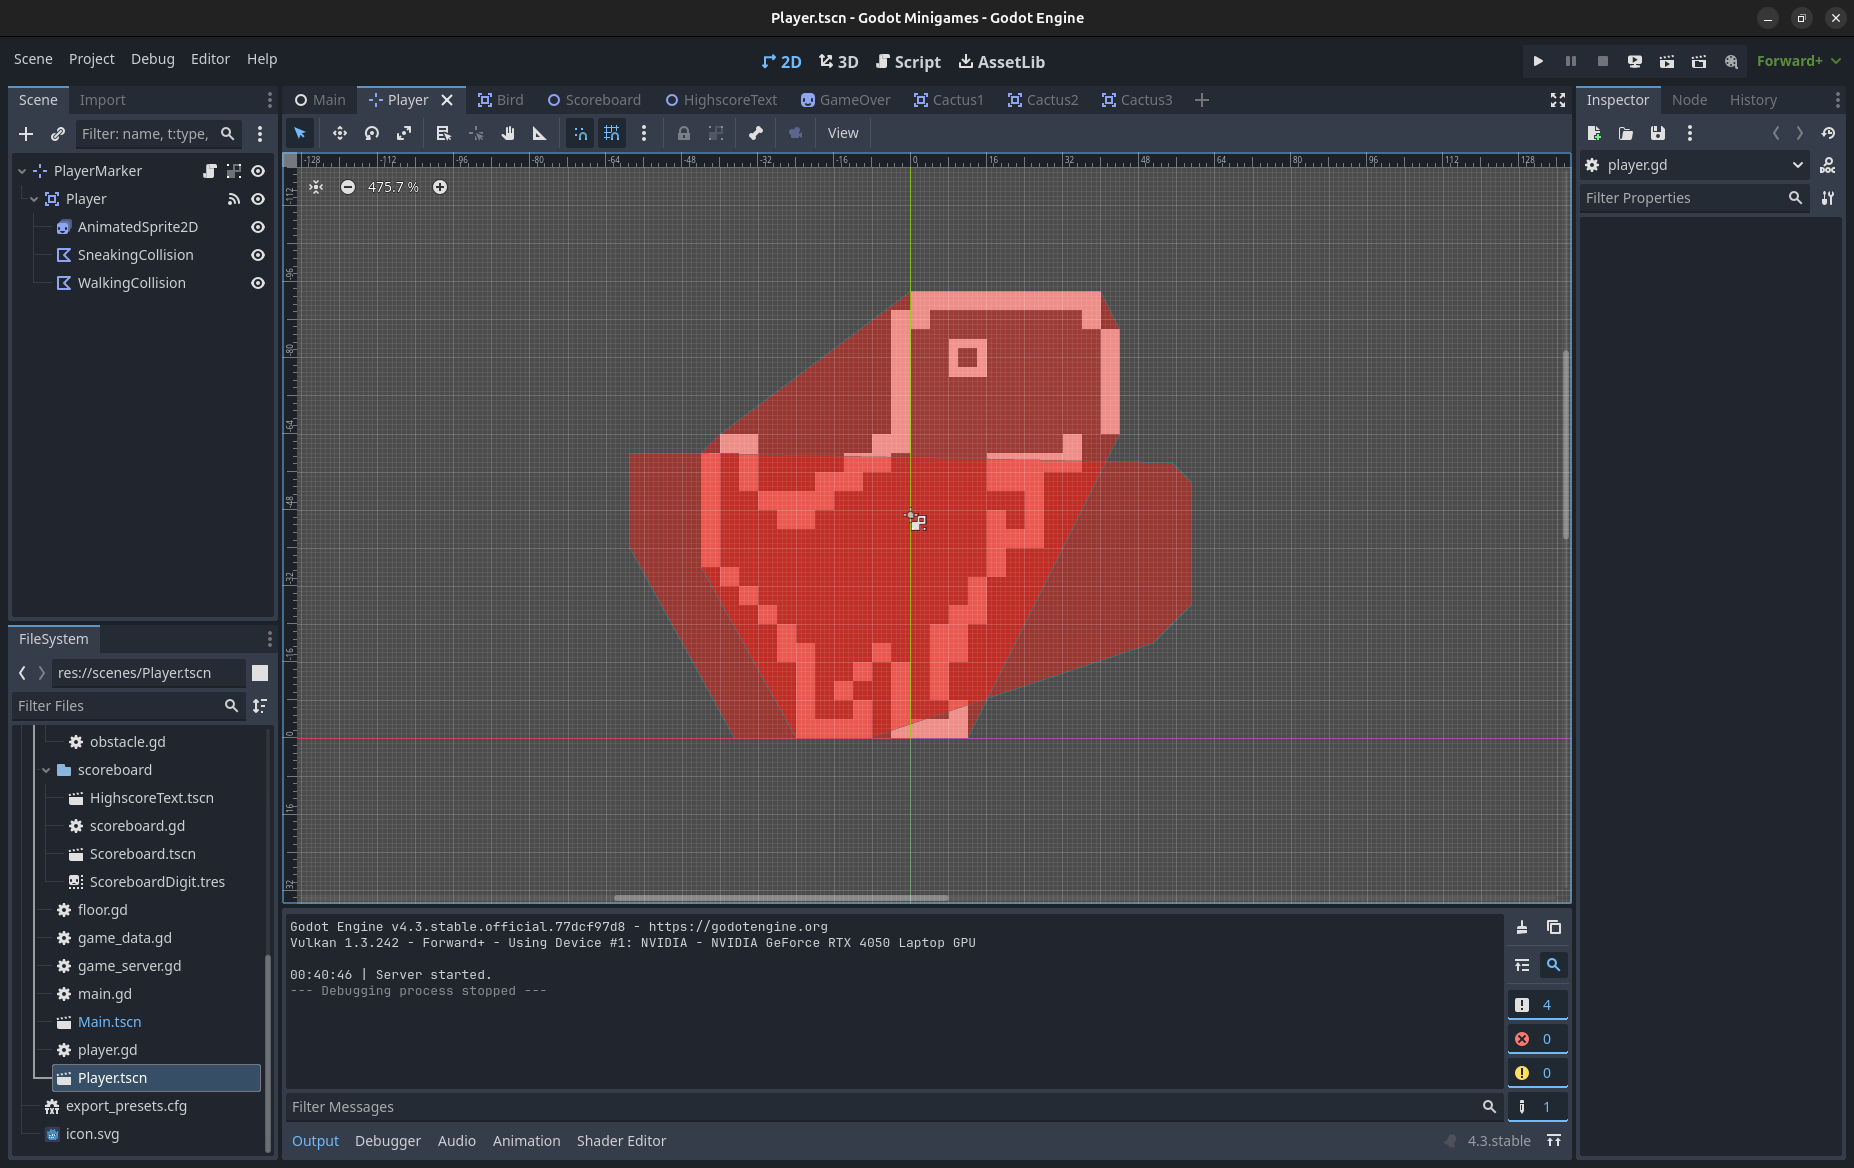 Player.tscn - Godot Minigames - Godot Engine
Scene Project Debug Editor Help
2D 3D Script AssetLib
Forward+
Scene Import
Main Player Bird Scoreboard HighscoreText GameOver Cactus1 Cactus2 Cactus3
Inspector Node History
Filter: name, t:type,
View
PlayerMarker
Player
AnimatedSprite2D
SneakingCollision
WalkingCollision
-128 -112 -96 -80 -64 -48 -32 -16 0 16 32 48 64 80 96 112 128
475.7 %
-112
-96
-80
-64
-48
-32
-16
0
16
32
player.gd
Filter Properties
FileSystem
res://scenes/Player.tscn
Filter Files
obstacle.gd
scoreboard
HighscoreText.tscn
scoreboard.gd
Scoreboard.tscn
ScoreboardDigit.tres
floor.gd
game_data.gd
game_server.gd
main.gd
Main.tscn
player.gd
Player.tscn
export_presets.cfg
icon.svg
Godot Engine v4.3.stable.official.77dcf97d8 - https://godotengine.org
Vulkan 1.3.242 - Forward+ - Using Device #1: NVIDIA - NVIDIA GeForce RTX 4050 Laptop GPU
00:40:46 | Server started.
--- Debugging process stopped ---
4
0
0
1
Filter Messages
Output Debugger Audio Animation Shader Editor
4.3.stable